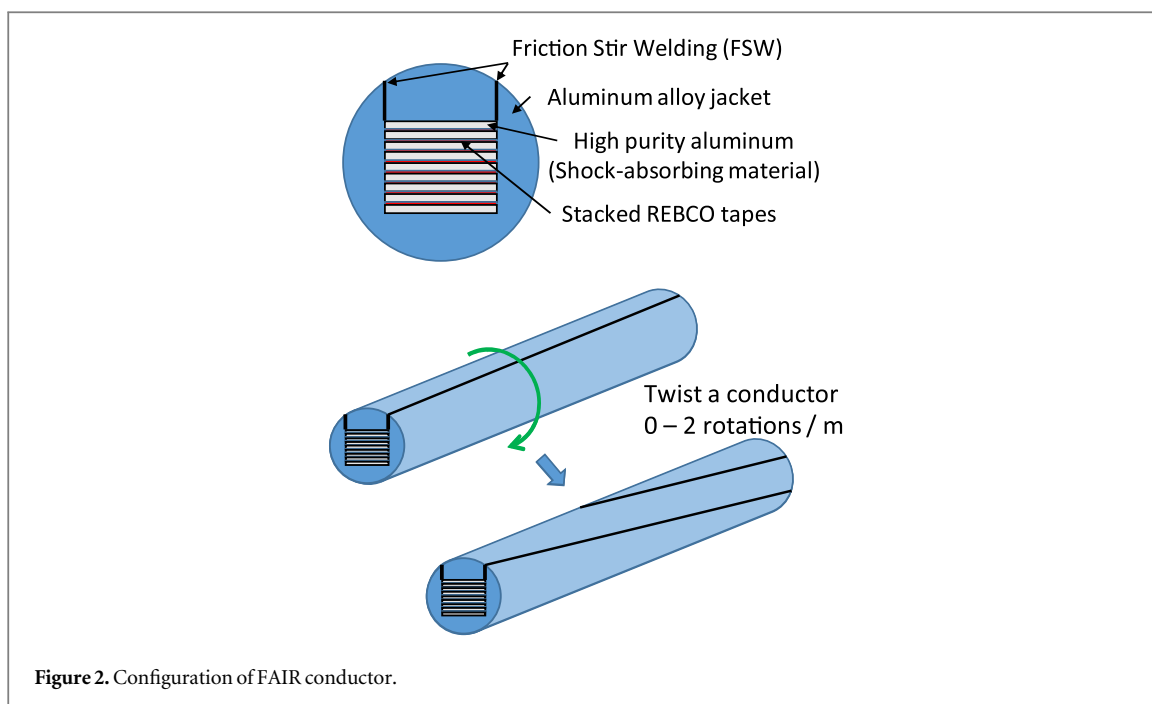 Friction Stir Welding (FSW)
Aluminum alloy jacket
High purity aluminum
(Shock-absorbing material)
Stacked REBCO tapes
Twist a conductor
0 – 2 rotations / m
Figure 2. Configuration of FAIR conductor.